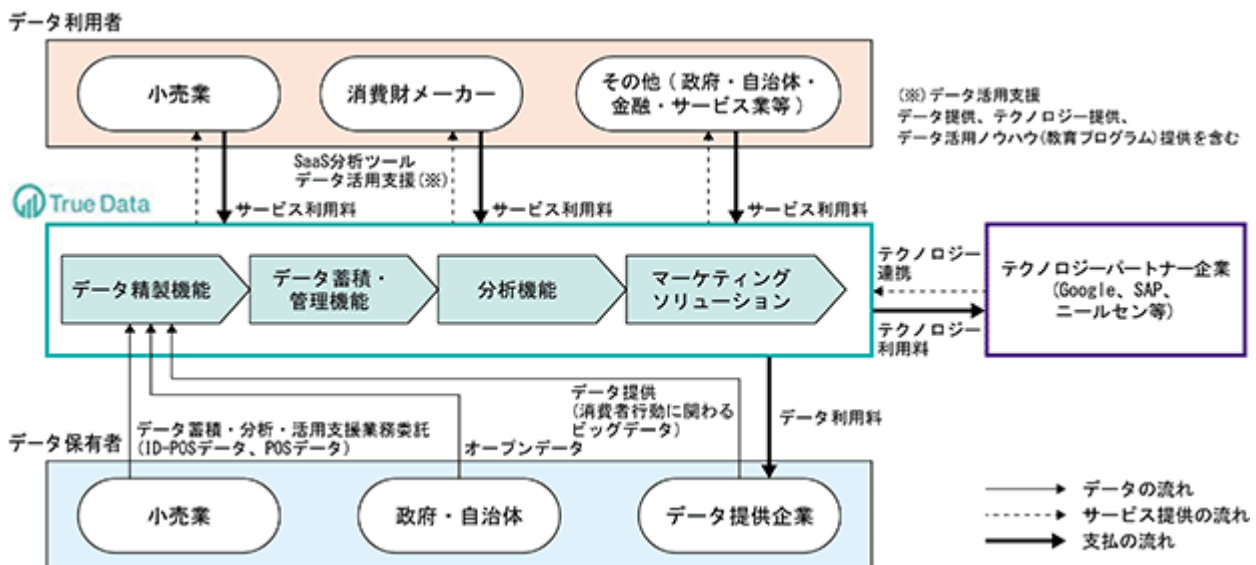 データ利用者
小売業
消費財メーカー
その他（政府・自治体・
金融・サービス業等）
(※)データ活用支援
データ提供、テクノロジー提供、
データ活用ノウハウ(教育プログラム)提供を含む
SaaS分析ツール
データ活用支援(※)
True Data
サービス利用料
サービス利用料
サービス利用料
データ精製機能
データ蓄積・
管理機能
分析機能
マーケティング
ソリューション
テクノロジー
連携
テクノロジー
利用料
テクノロジーパートナー企業
(Google、SAP、
ニールセン等)
データ提供
(消費者行動に関わる
ビッグデータ)
データ利用料
データ保有者
データ蓄積・分析・活用支援業務委託
(ID-POSデータ、POSデータ)
オープンデータ
小売業
政府・自治体
データ提供企業
データの流れ
サービス提供の流れ
支払の流れ